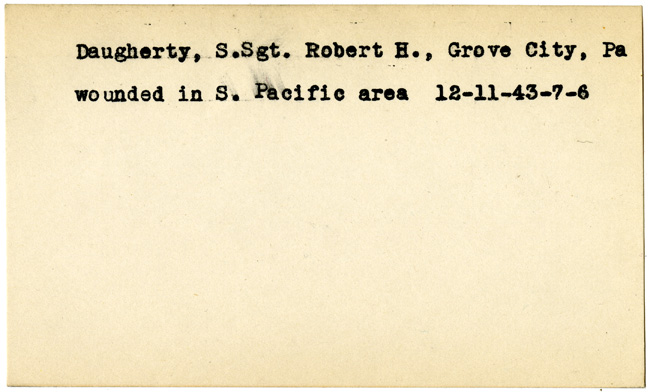 Daugherty, S.Sgt. Robert H., Grove City, Pa
wounded in S. Pacific area 12-11-43-7-6